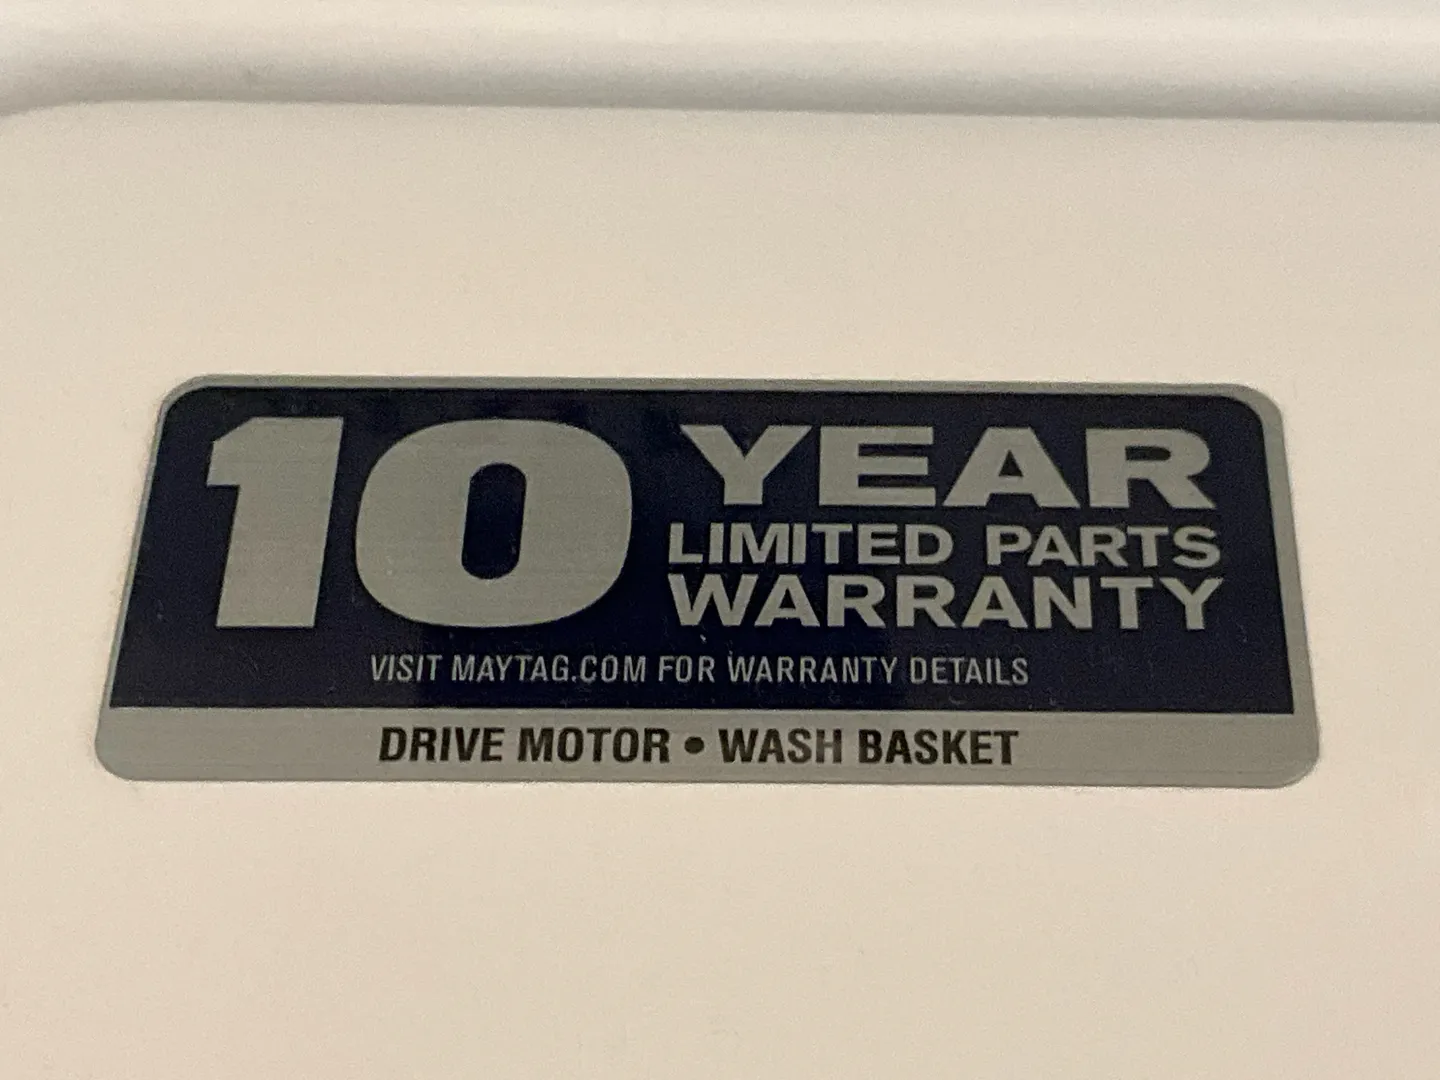 10 YEAR
LIMITED PARTS
WARRANTY
VISIT MAYTAG.COM FOR WARRANTY DETAILS
DRIVE MOTOR • WASH BASKET